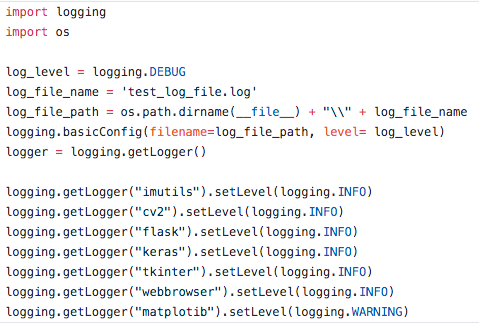 import logging
import os
log_level = logging.DEBUG
log_file_name = 'test_log_file.log'
log_file_path = os.path.dirname(__file__) + "\\" + log_file_name
logging.basicConfig(filename=log_file_path, level= log_level)
logger = logging.getLogger()
logging.getLogger("imutils").setLevel(logging.INFO)
logging.getLogger("cv2").setLevel(logging.INFO)
logging.getLogger("flask").setLevel(logging.INFO)
logging.getLogger("keras").setLevel(logging.INFO)
logging.getLogger("tkinter").setLevel(logging.INFO)
logging.getLogger("webbrowser").setLevel(logging.INFO)
logging.getLogger("matplotib").setLevel(logging.WARNING)